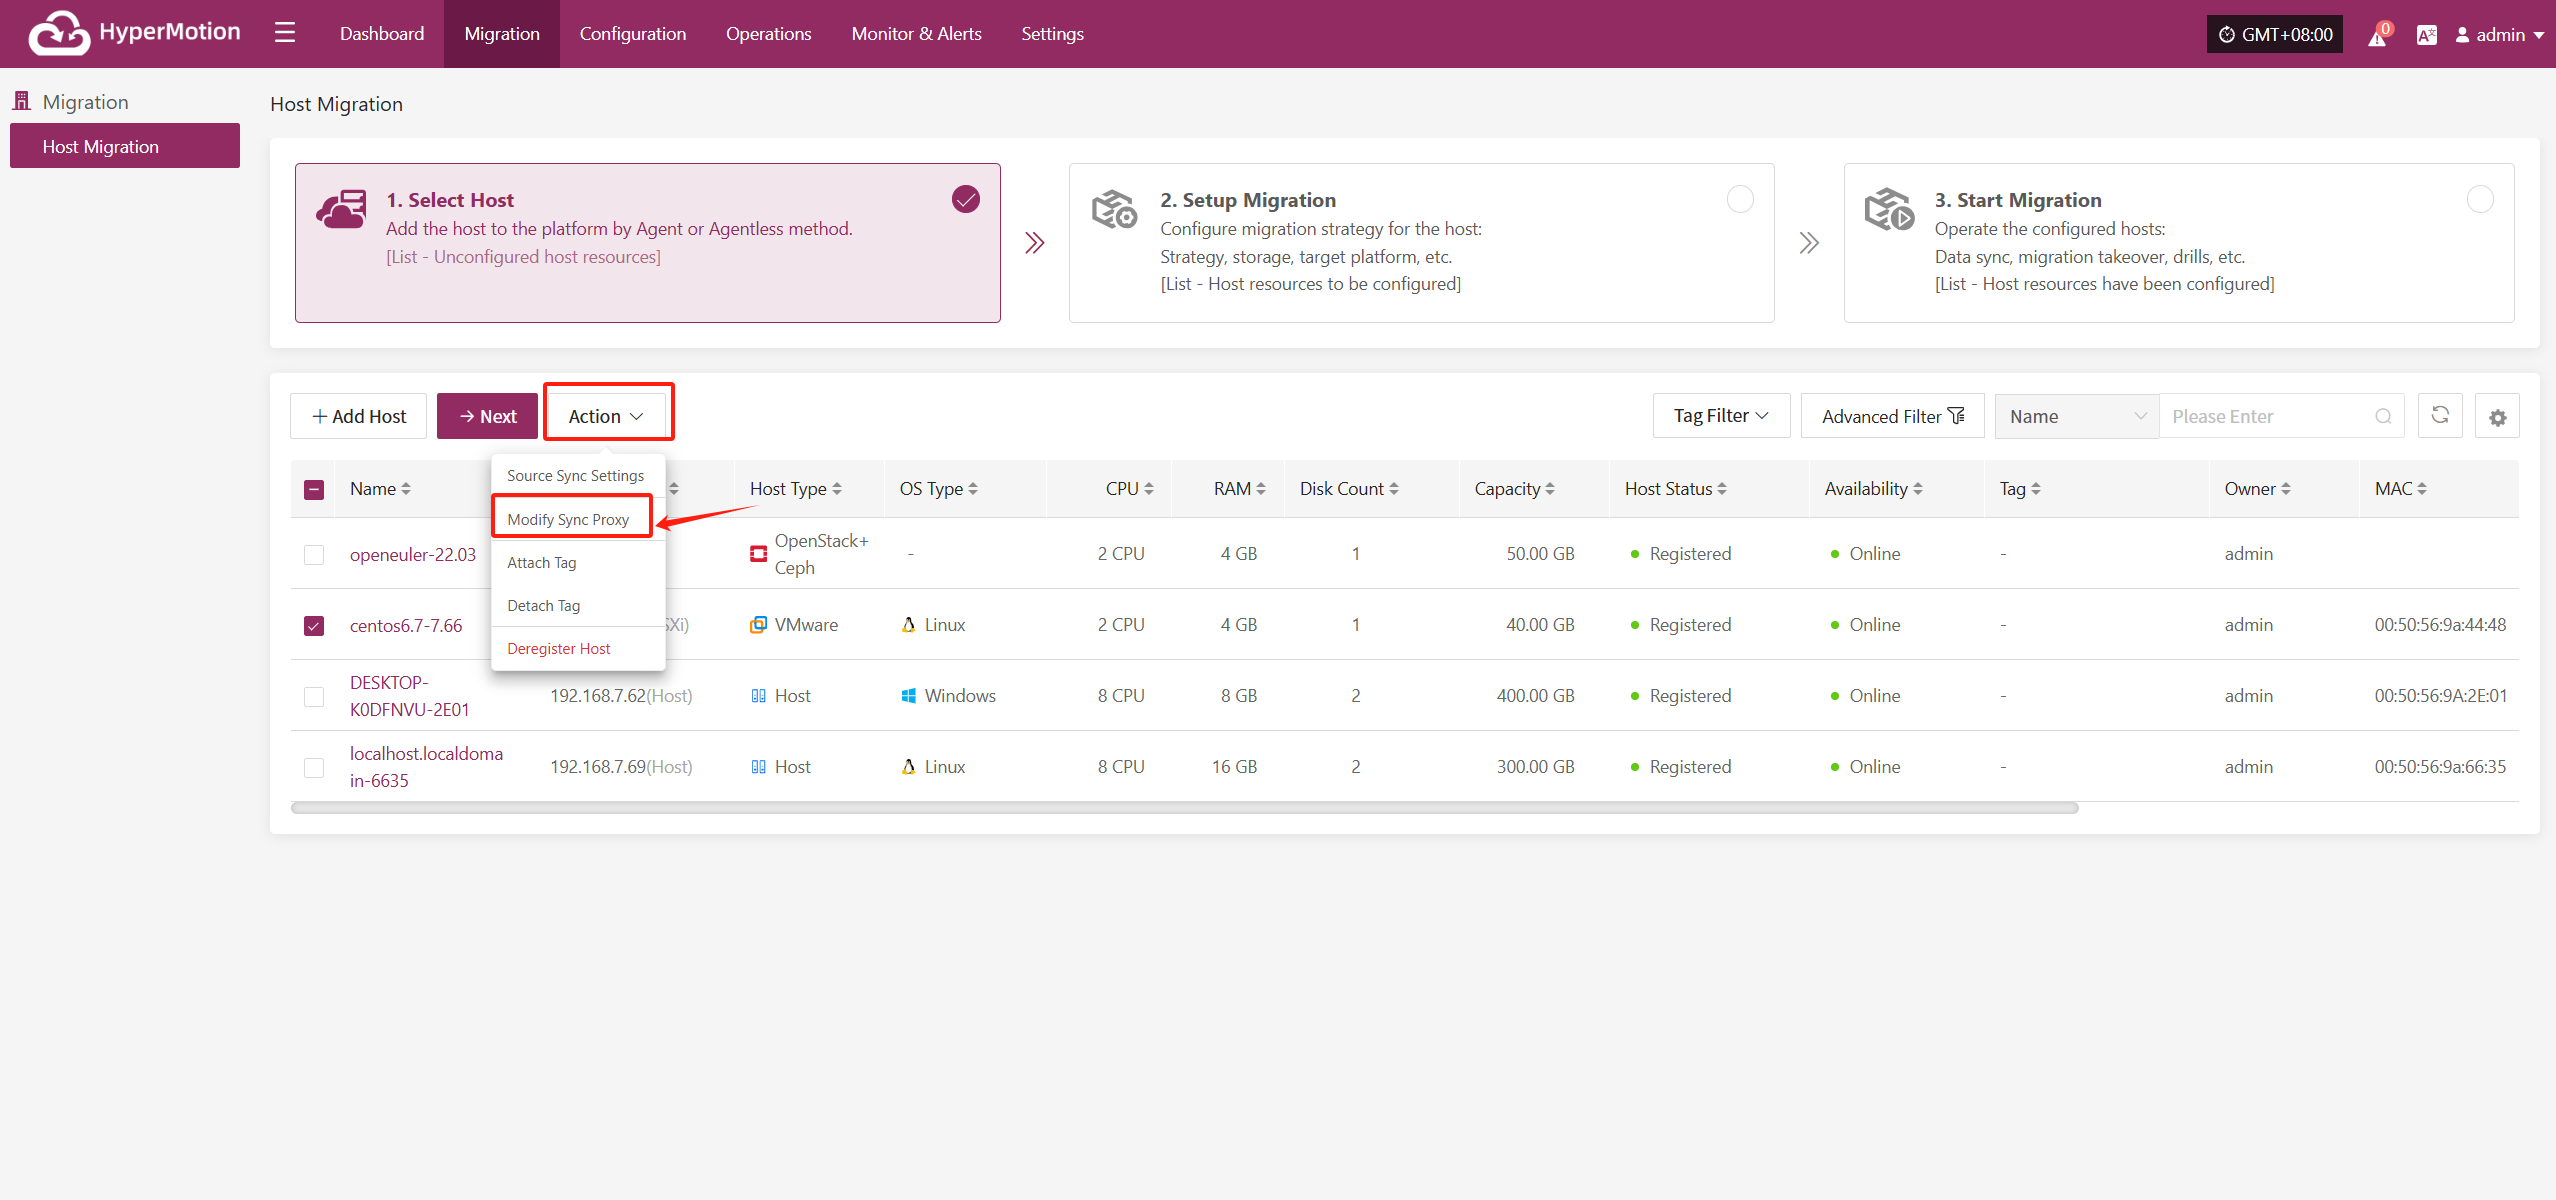 HyperMotion
Dashboard
Migration
Configuration
Operations
Monitor & Alerts
Settings
GMT+08:00
0
admin
Migration
Host Migration
Host Migration
1. Select Host
Add the host to the platform by Agent or Agentless method.
[List - Unconfigured host resources]
2. Setup Migration
Configure migration strategy for the host:
Strategy, storage, target platform, etc.
[List - Host resources to be configured]
3. Start Migration
Operate the configured hosts:
Data sync, migration takeover, drills, etc.
[List - Host resources have been configured]
Add Host
Next
Action
Tag Filter
Advanced Filter
Name
Please Enter
Source Sync Settings
Modify Sync Proxy
Attach Tag
Detach Tag
Deregister Host
Name Host Type OS Type CPU RAM Disk Count Capacity Host Status Availability Tag Owner MAC
openeuler-22.03 OpenStack+ - 2 CPU 4 GB 1 50.00 GB Registered Online - admin
Ceph
centos6.7-7.66 Xi) VMware Linux 2 CPU 4 GB 1 40.00 GB Registered Online - admin 00:50:56:9a:44:48
DESKTOP-
K0DFNVU-2E01 192.168.7.62(Host) Host Windows 8 CPU 8 GB 2 400.00 GB Registered Online - admin 00:50:56:9A:2E:01
localhost.localdoma
in-6635 192.168.7.69(Host) Host Linux 8 CPU 16 GB 2 300.00 GB Registered Online - admin 00:50:56:9a:66:35